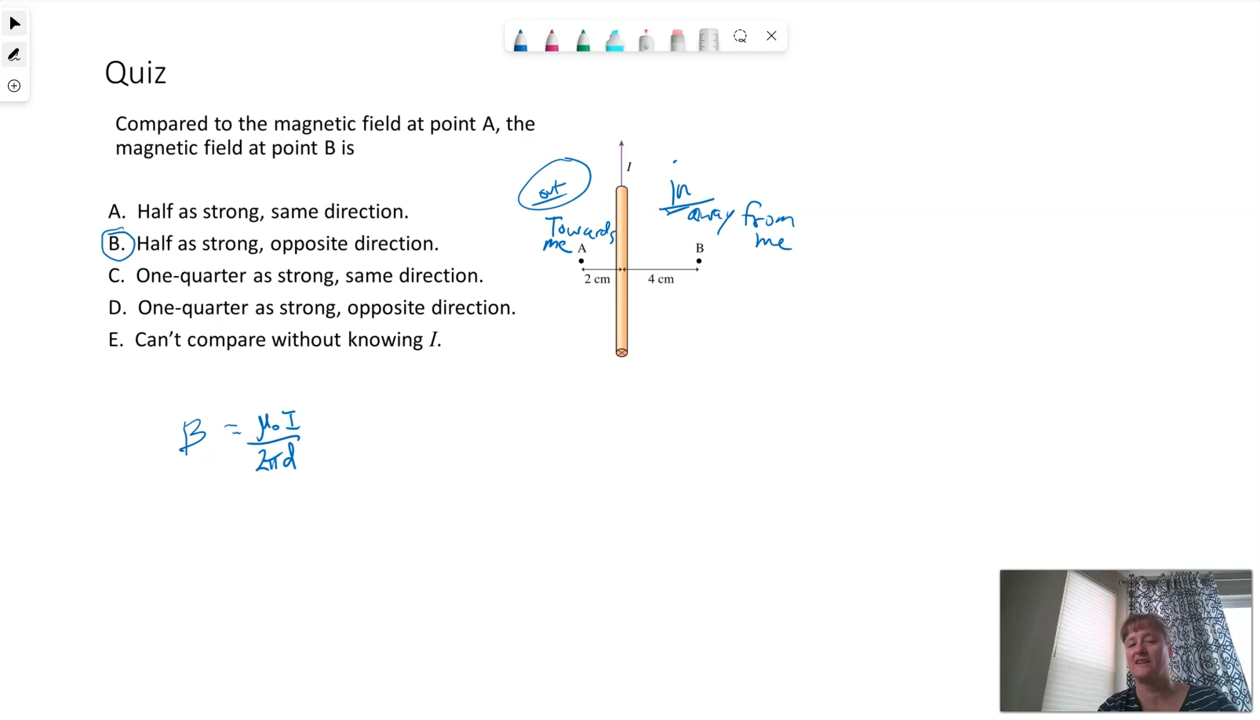 Quiz
Compared to the magnetic field at point A, the
magnetic field at point B is
A. Half as strong, same direction.
B. Half as strong, opposite direction.
C. One-quarter as strong, same direction.
D. One-quarter as strong, opposite direction.
E. Can't compare without knowing I.
I
out
in
Towards
me
away from
me
A
B
2 cm
4 cm
B = μ₀I
2πd